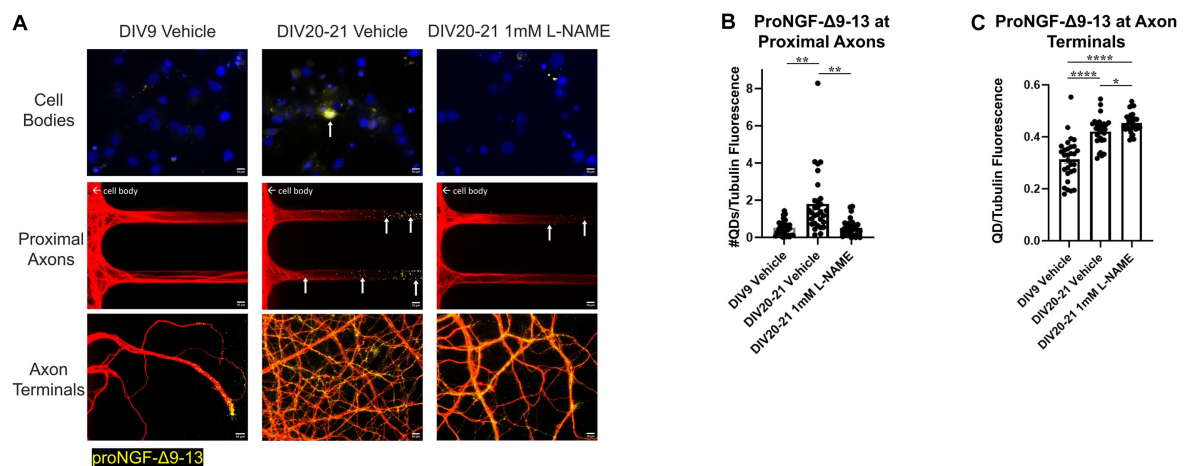 A
DIV9 Vehicle
DIV20-21 Vehicle
DIV20-21 1mM L-NAME
Cell
Bodies
← cell body
← cell body
← cell body
Proximal
Axons
Axon
Terminals
proNGF-Δ9-13
B
ProNGF-Δ9-13 at
Proximal Axons
**
**
#QDs/Tubulin Fluorescence
10
8
6
4
2
0
DIV9 Vehicle
DIV20-21 Vehicle
DIV20-21 1mM L-NAME
C
ProNGF-Δ9-13 at Axon
Terminals
****
****
*
QD/Tubulin Fluorescence
0.6
0.4
0.2
0.0
DIV9 Vehicle
DIV20-21 Vehicle
DIV20-21 1mM L-NAME